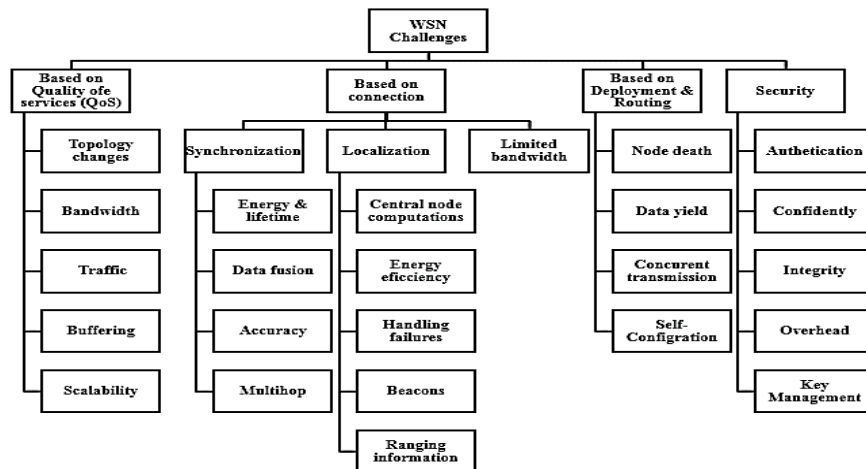 WSN
Challenges
Based on
Quality ofe
services (QoS)
Based on
connection
Based on
Deployment &
Routing
Security
Topology
changes
Bandwidth
Traffic
Buffering
Scalability
Synchronization
Localization
Limited
bandwidth
Energy &
lifetime
Data fusion
Accuracy
Multihop
Central node
computations
Energy
eficciency
Handling
failures
Beacons
Ranging
information
Node death
Data yield
Concurent
transmission
Self-
Configration
Authetication
Confidently
Integrity
Overhead
Key
Management